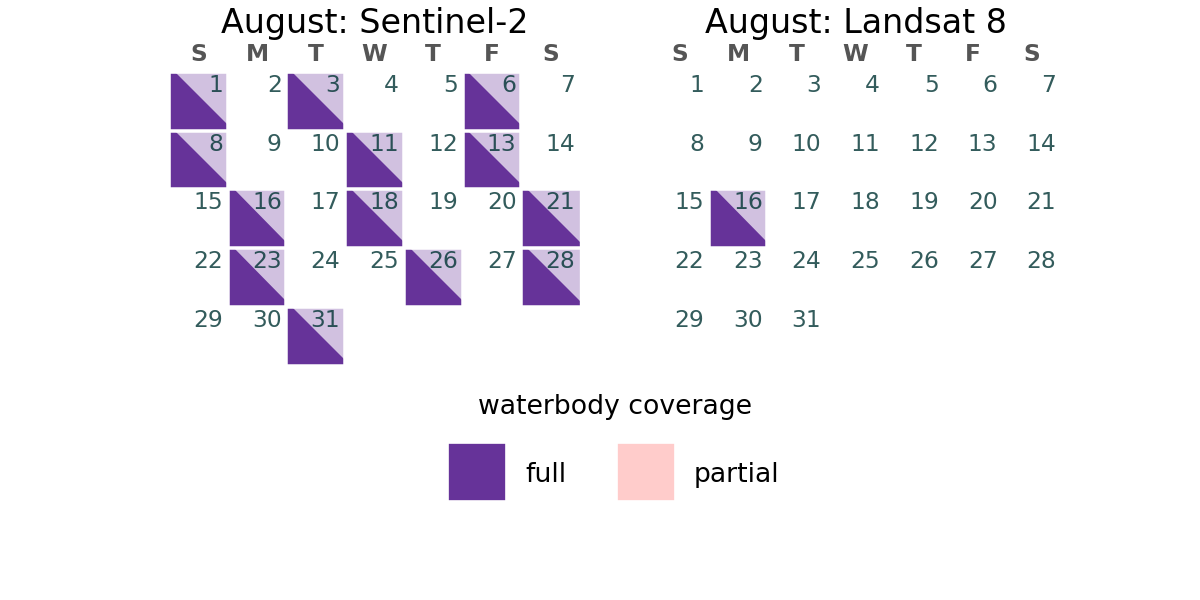 August: Sentinel-2
S M T W T F S
1 2 3 4 5 6 7
8 9 10 11 12 13 14
15 16 17 18 19 20 21
22 23 24 25 26 27 28
29 30 31
August: Landsat 8
S M T W T F S
1 2 3 4 5 6 7
8 9 10 11 12 13 14
15 16 17 18 19 20 21
22 23 24 25 26 27 28
29 30 31
waterbody coverage
full partial